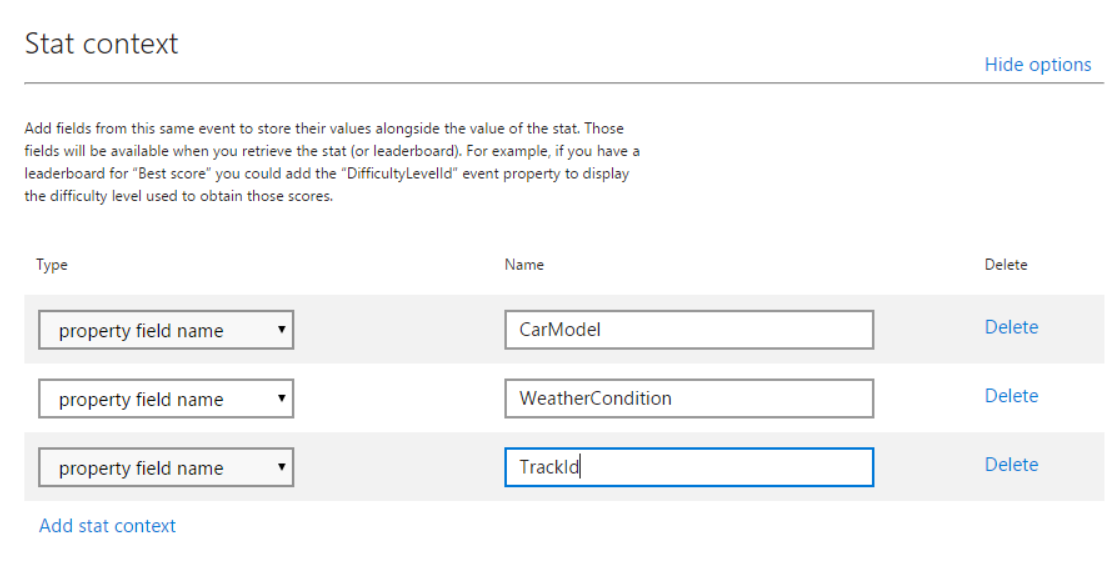 Stat context
Hide options
Add fields from this same event to store their values alongside the value of the stat. Those
fields will be available when you retrieve the stat (or leaderboard). For example, if you have a
leaderboard for “Best score” you could add the “DifficultyLevelId” event property to display
the difficulty level used to obtain those scores.
Type Name Delete
property field name CarModel Delete
property field name WeatherCondition Delete
property field name TrackId Delete
Add stat context